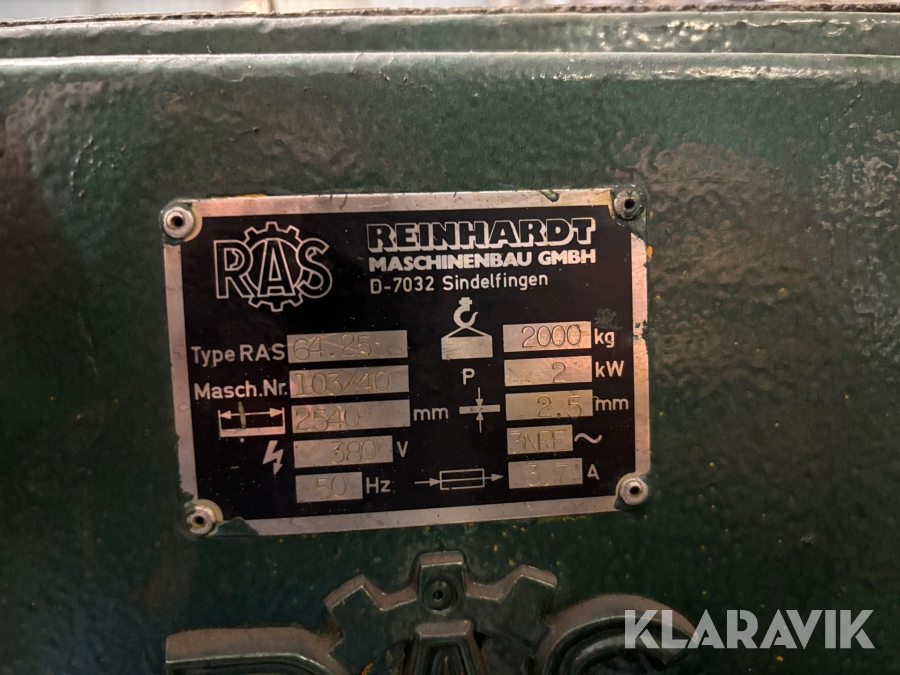 RAS
REINHARDT
MASCHINENBAU GMBH
D-7032 Sindelfingen
Type RAS 64.25
2000 kg
Masch.Nr. 103/40
P 2 kW
2540 mm
2.5 mm
380 V
3NPE ~
50 Hz
3.7 A
RAS
KLARAVIK